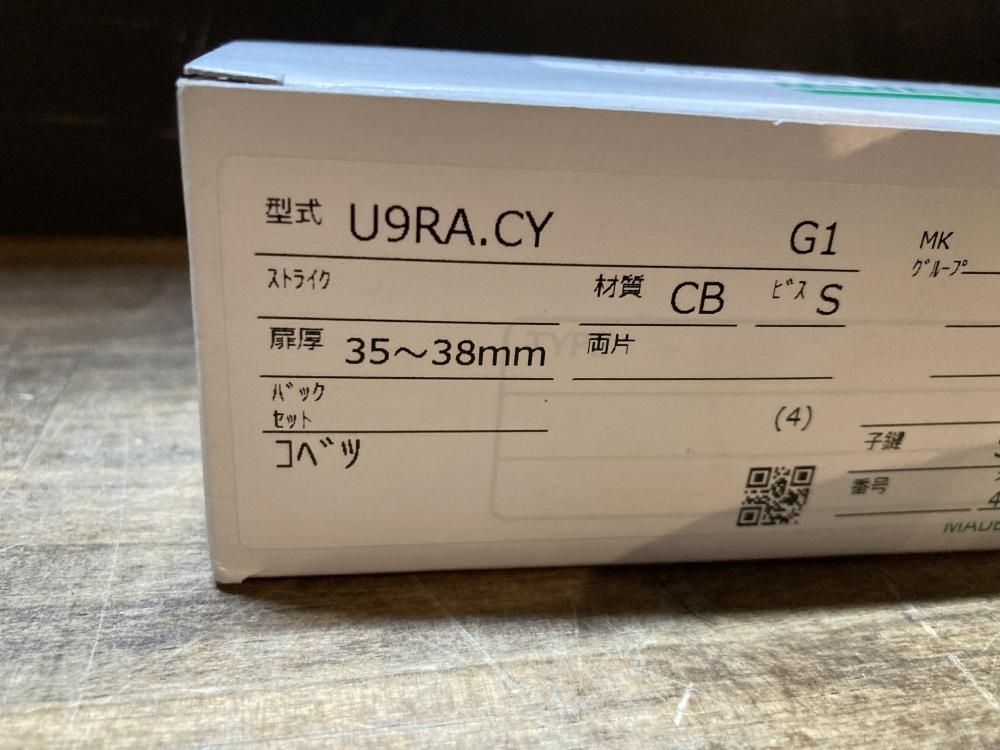 型式 U9RA.CY G1 MK
ｸﾞﾙｰﾌﾟ
ｽﾄﾗｲｸ 材質 CB ﾋﾞｽ S
扉厚 35～38mm 両片
ﾊﾞｯｸ
ｾｯﾄ (4)
ｺﾍﾞﾂ 子鍵
番号 4
MADE